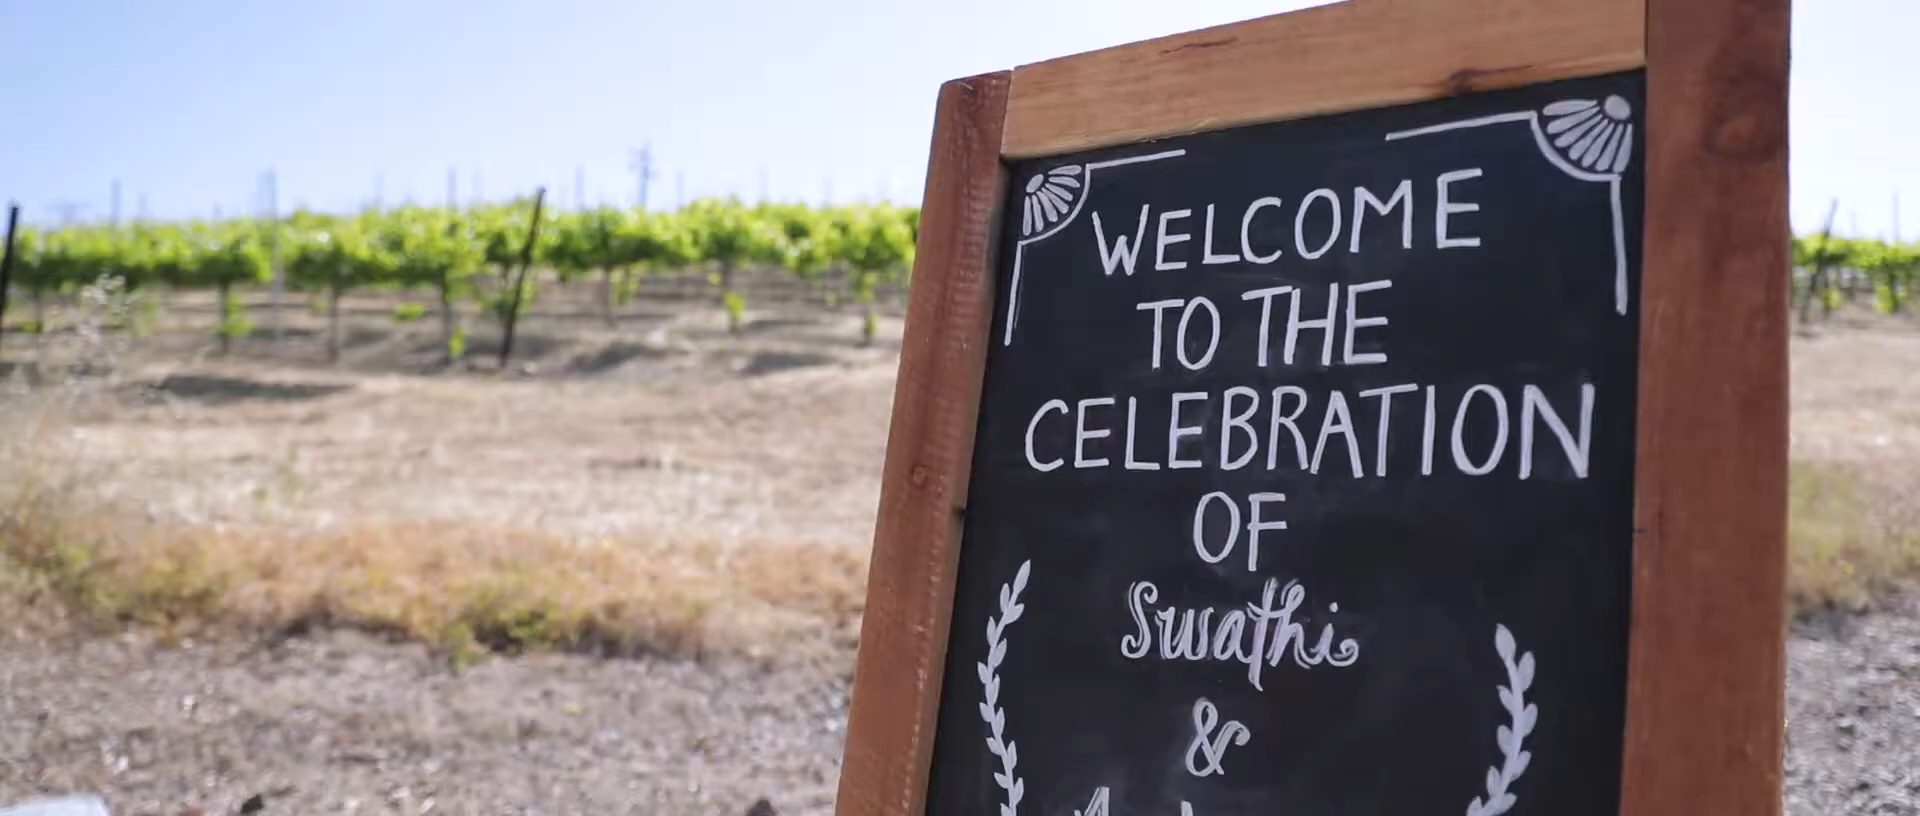 WELCOME
TO THE
CELEBRATION
OF
Swathi
&